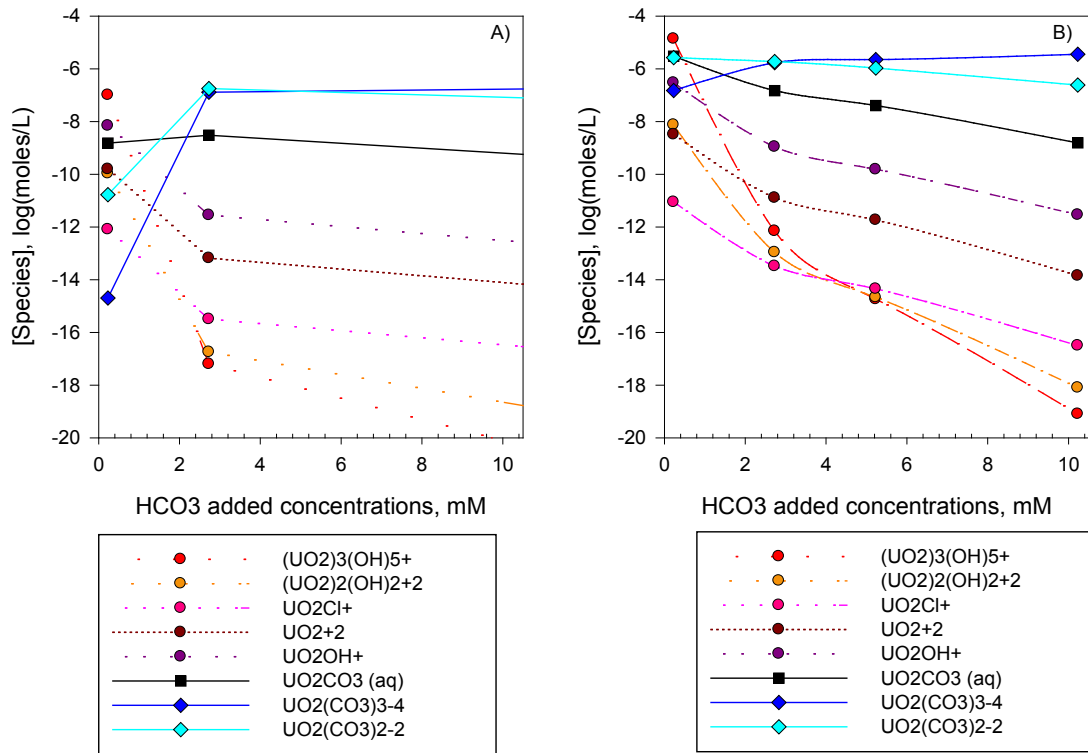 A)
-4
-6
-8
-10
-12
-14
-16
-18
-20
[Species], log(moles/L)
0 2 4 6 8 10
HCO3 added concentrations, mM
(UO2)3(OH)5+
(UO2)2(OH)2+2
UO2Cl+
UO2+2
UO2OH+
UO2CO3 (aq)
UO2(CO3)3-4
UO2(CO3)2-2
B)
-4
-6
-8
-10
-12
-14
-16
-18
-20
[Species], log(moles/L)
0 2 4 6 8 10
HCO3 added concentrations, mM
(UO2)3(OH)5+
(UO2)2(OH)2+2
UO2Cl+
UO2+2
UO2OH+
UO2CO3 (aq)
UO2(CO3)3-4
UO2(CO3)2-2